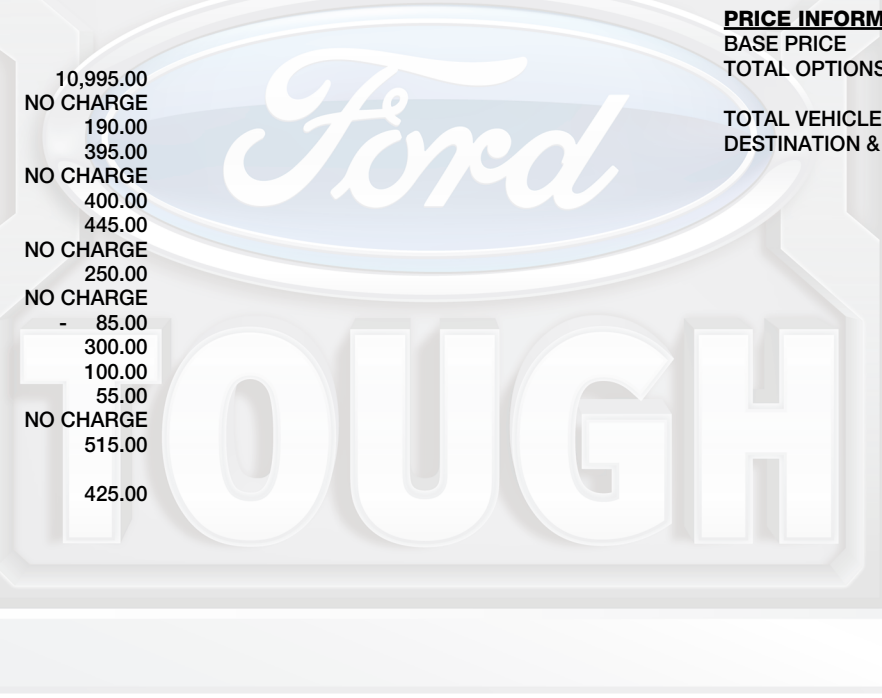 10,995.00
NO CHARGE
190.00
395.00
NO CHARGE
400.00
445.00
NO CHARGE
250.00
NO CHARGE
- 85.00
300.00
100.00
55.00
NO CHARGE
515.00
425.00
PRICE INFORM
BASE PRICE
TOTAL OPTIONS
TOTAL VEHICLE
DESTINATION &
Ford
TOUGH